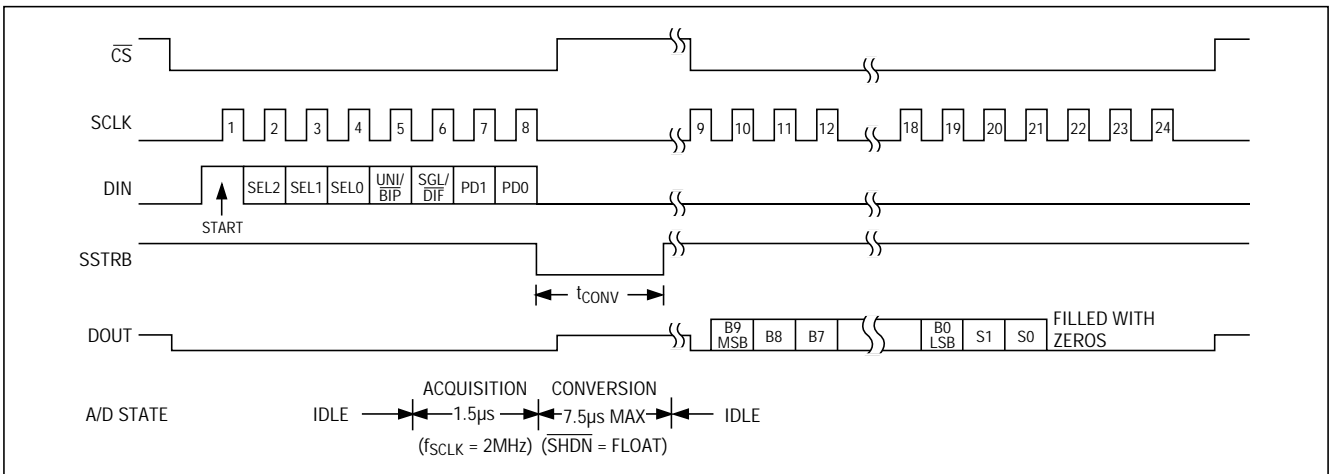 CS
SCLK
1 2 3 4 5 6 7 8 9 10 11 12 18 19 20 21 22 23 24
DIN
SEL2 SEL1 SEL0 UNI/BIP SGL/DIF PD1 PD0
START
SSTRB
tCONV
DOUT
B9 MSB B8 B7 B0 LSB S1 S0 FILLED WITH ZEROS
A/D STATE
IDLE
ACQUISITION
1.5µs
(fSCLK = 2MHz)
CONVERSION
7.5µs MAX
(SHDN = FLOAT)
IDLE